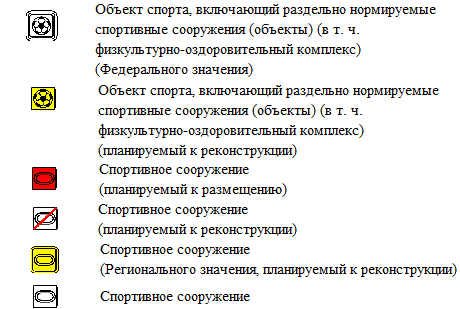 Объект спорта, включающий раздельно нормируемые
спортивные сооружения (объекты) (в т. ч.
физкультурно-оздоровительный комплекс)
(Федерального значения)
Объект спорта, включающий раздельно нормируемые
спортивные сооружения (объекты) (в т. ч.
физкультурно-оздоровительный комплекс)
(планируемый к реконструкции)
Спортивное сооружение
(планируемый к размещению)
Спортивное сооружение
(планируемый к реконструкции)
Спортивное сооружение
(Регионального значения, планируемый к реконструкции)
Спортивное сооружение